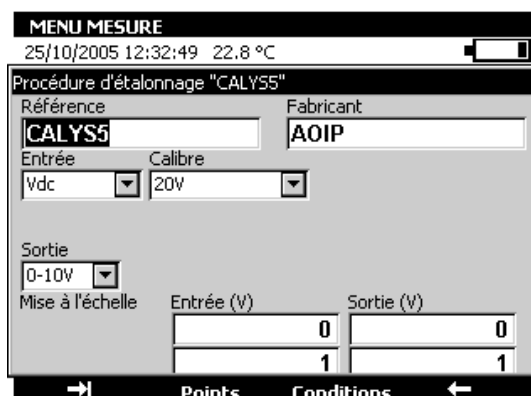 MENU MESURE
25/10/2005 12:32:49 22.8 °C
Procédure d'étalonnage "CALYS5"
Référence Fabricant
CALYS5 AOIP
Entrée Calibre
Vdc 20V
Sortie
0-10V
Mise à l'échelle Entrée (V) Sortie (V)
0 0
1 1
Points Conditions